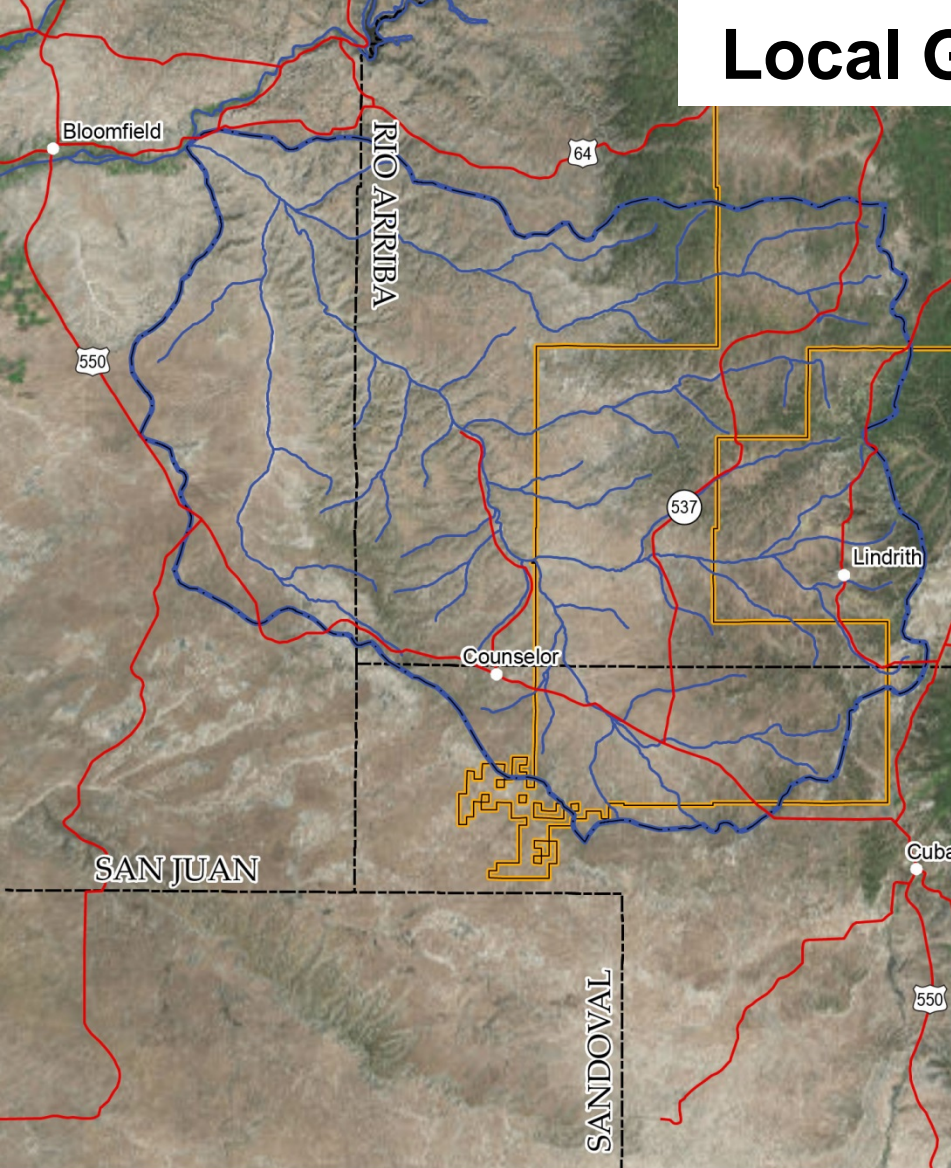 Local G
Bloomfield
64
RIO ARRIBA
550
537
Lindrith
Counselor
SAN JUAN
Cuba
SANDOVAL
550